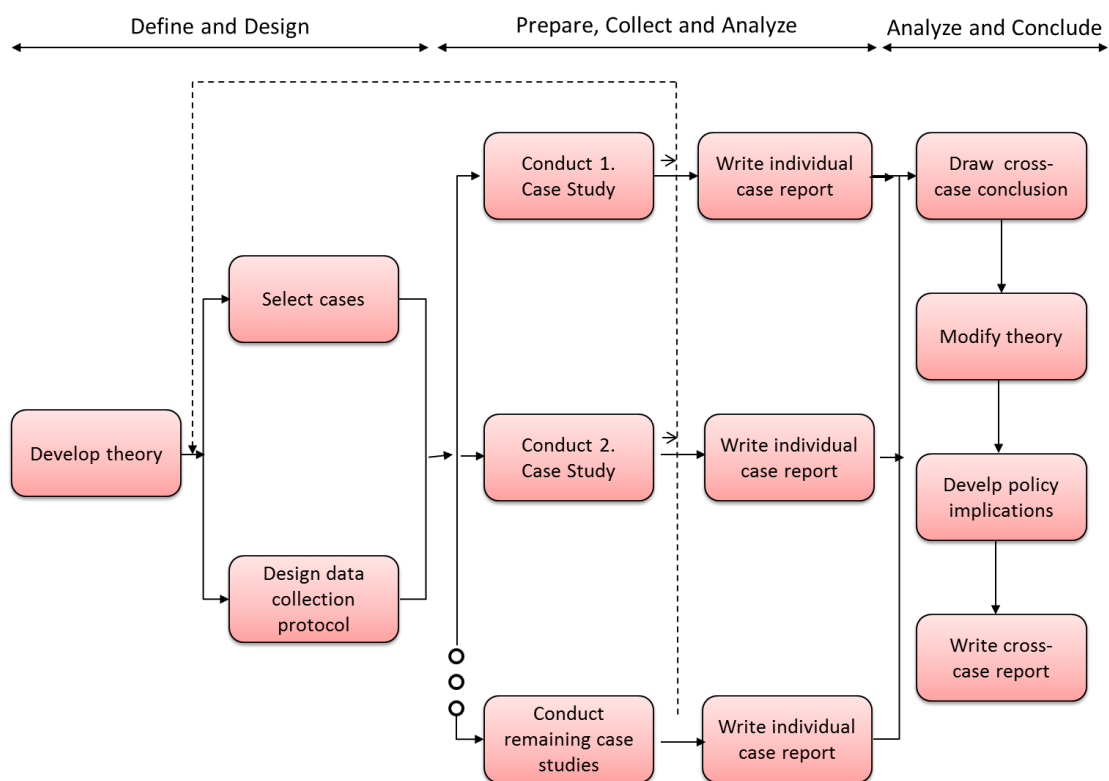 Define and Design
Prepare, Collect and Analyze
Analyze and Conclude
Conduct 1.
Case Study
Write individual
case report
Draw cross-
case conclusion
Select cases
Modify theory
Develop theory
Conduct 2.
Case Study
Write individual
case report
Develp policy
implications
Design data
collection
protocol
Write cross-
case report
Conduct
remaining case
studies
Write individual
case report